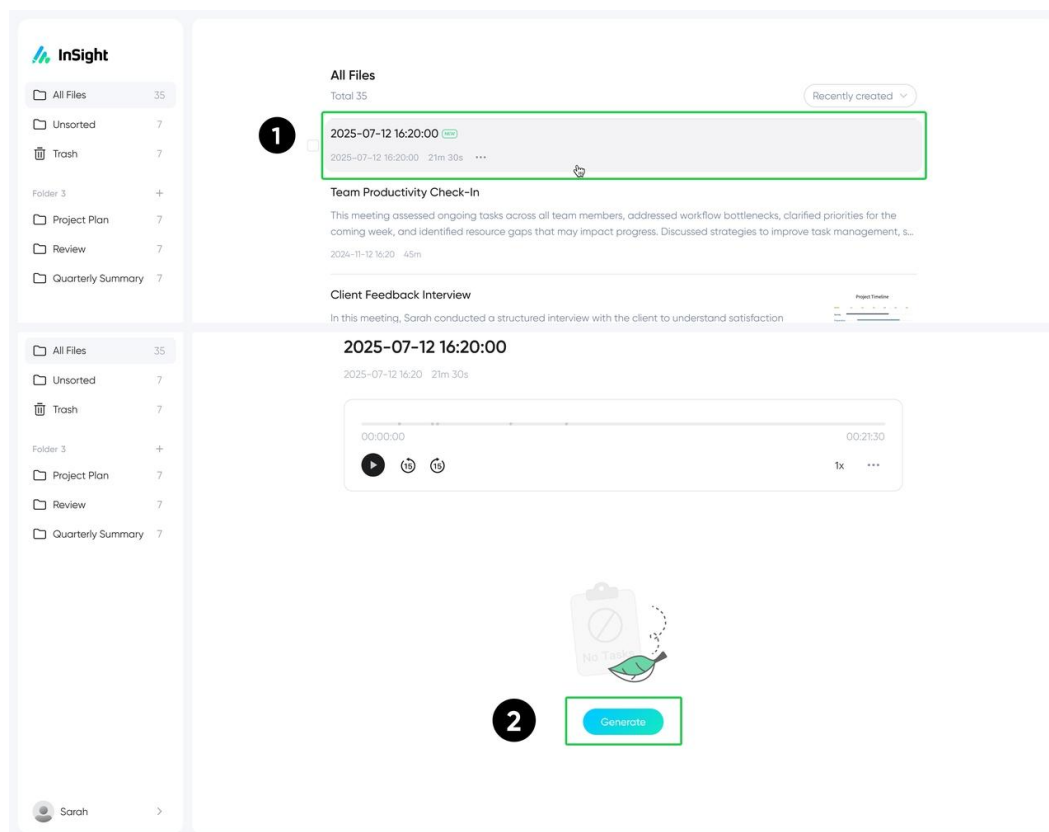 InSight
All Files 35
Unsorted 7
Trash 7
Folder 3 +
Project Plan 7
Review 7
Quarterly Summary 7
All Files
Total 35
Recently created
1
2025-07-12 16:20:00 NEW
2025-07-12 16:20:00 21m 30s ···
Team Productivity Check-In
This meeting assessed ongoing tasks across all team members, addressed workflow bottlenecks, clarified priorities for the
coming week, and identified resource gaps that may impact progress. Discussed strategies to improve task management, s...
2024-11-12 16:20 45m
Client Feedback Interview
In this meeting, Sarah conducted a structured interview with the client to understand satisfaction
Project Timeline
All Files 35
Unsorted 7
Trash 7
Folder 3 +
Project Plan 7
Review 7
Quarterly Summary 7
Sarah
2025-07-12 16:20:00
2025-07-12 16:20 21m 30s
00:00:00 00:21:30
15 15 1x ···
No Tasks
2
Generate